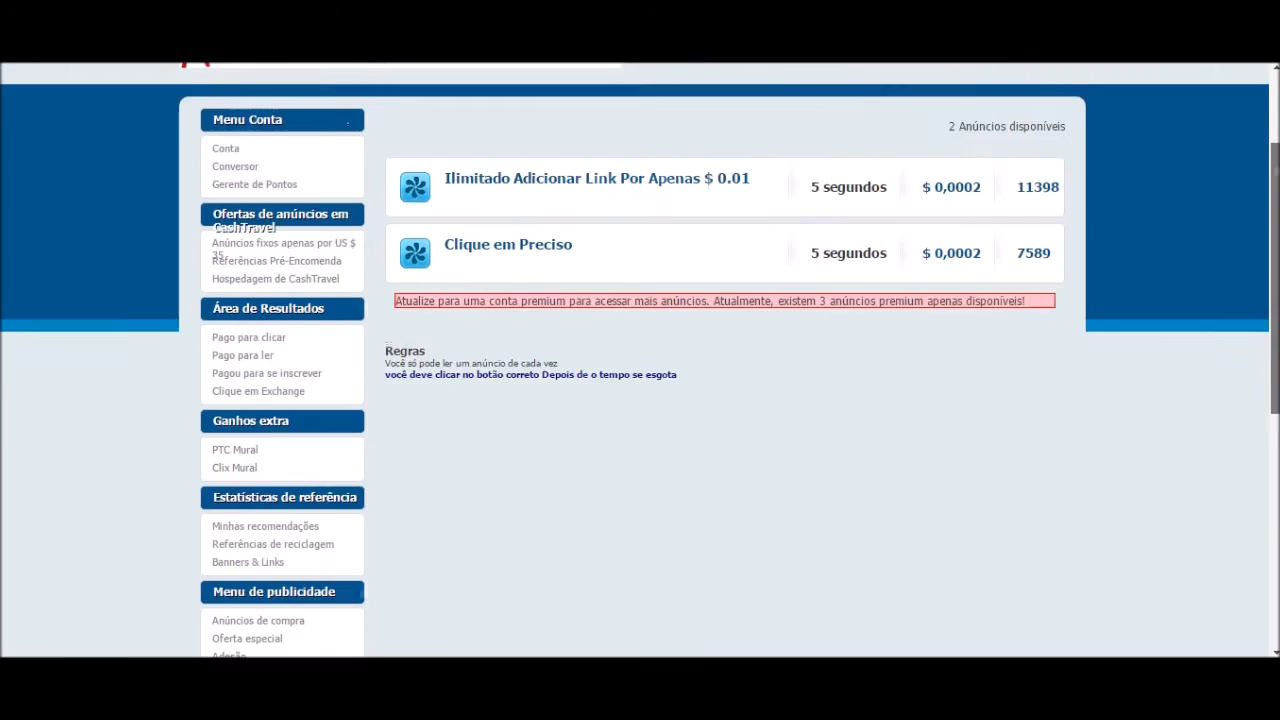 Menu Conta
Conta
Conversor
Gerente de Pontos
Ofertas de anúncios em
CashTravel
Anúncios fixos apenas por US $
35
Referências Pré-Encomenda
Hospedagem de CashTravel
Área de Resultados
Pago para clicar
Pago para ler
Pagou para se inscrever
Clique em Exchange
Ganhos extra
PTC Mural
Clix Mural
Estatísticas de referência
Minhas recomendações
Referências de reciclagem
Banners & Links
Menu de publicidade
Anúncios de compra
Oferta especial
Adesão
2 Anúncios disponíveis
Ilimitado Adicionar Link Por Apenas $ 0.01 5 segundos $ 0,0002 11398
Clique em Preciso 5 segundos $ 0,0002 7589
Atualize para uma conta premium para acessar mais anúncios. Atualmente, existem 3 anúncios premium apenas disponíveis!
Regras
Você só pode ler um anúncio de cada vez
você deve clicar no botão correto Depois de o tempo se esgota